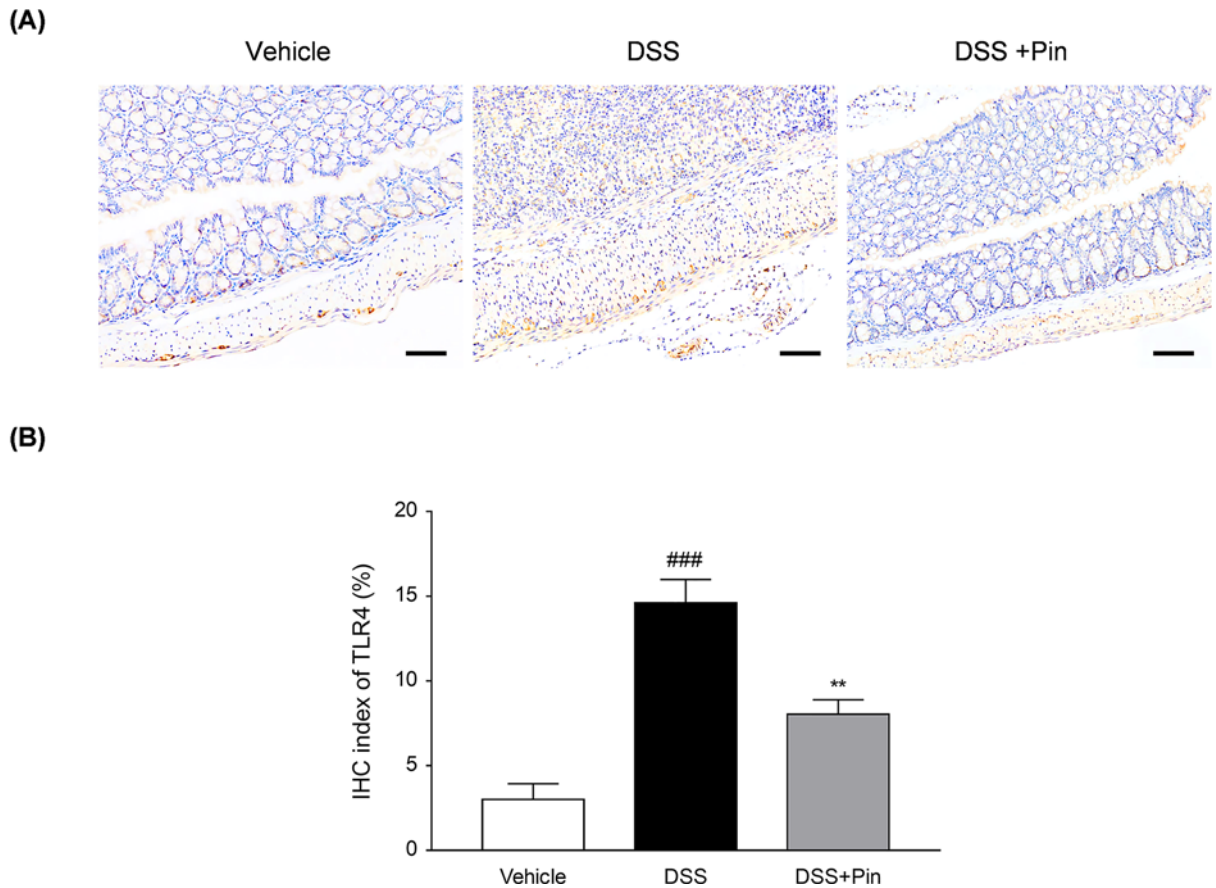 (A)
Vehicle DSS DSS +Pin
(B)
IHC index of TLR4 (%)
20
15
10
5
0
###
**
Vehicle DSS DSS+Pin